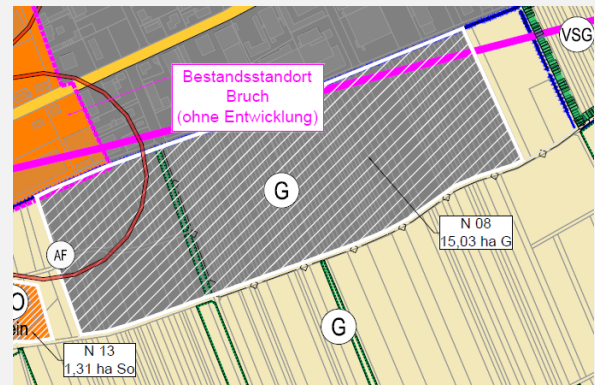 VSG
Bestandsstandort
Bruch
(ohne Entwicklung)
G
N 08
15,03 ha G
AF
O
ein
G
N 13
1,31 ha So